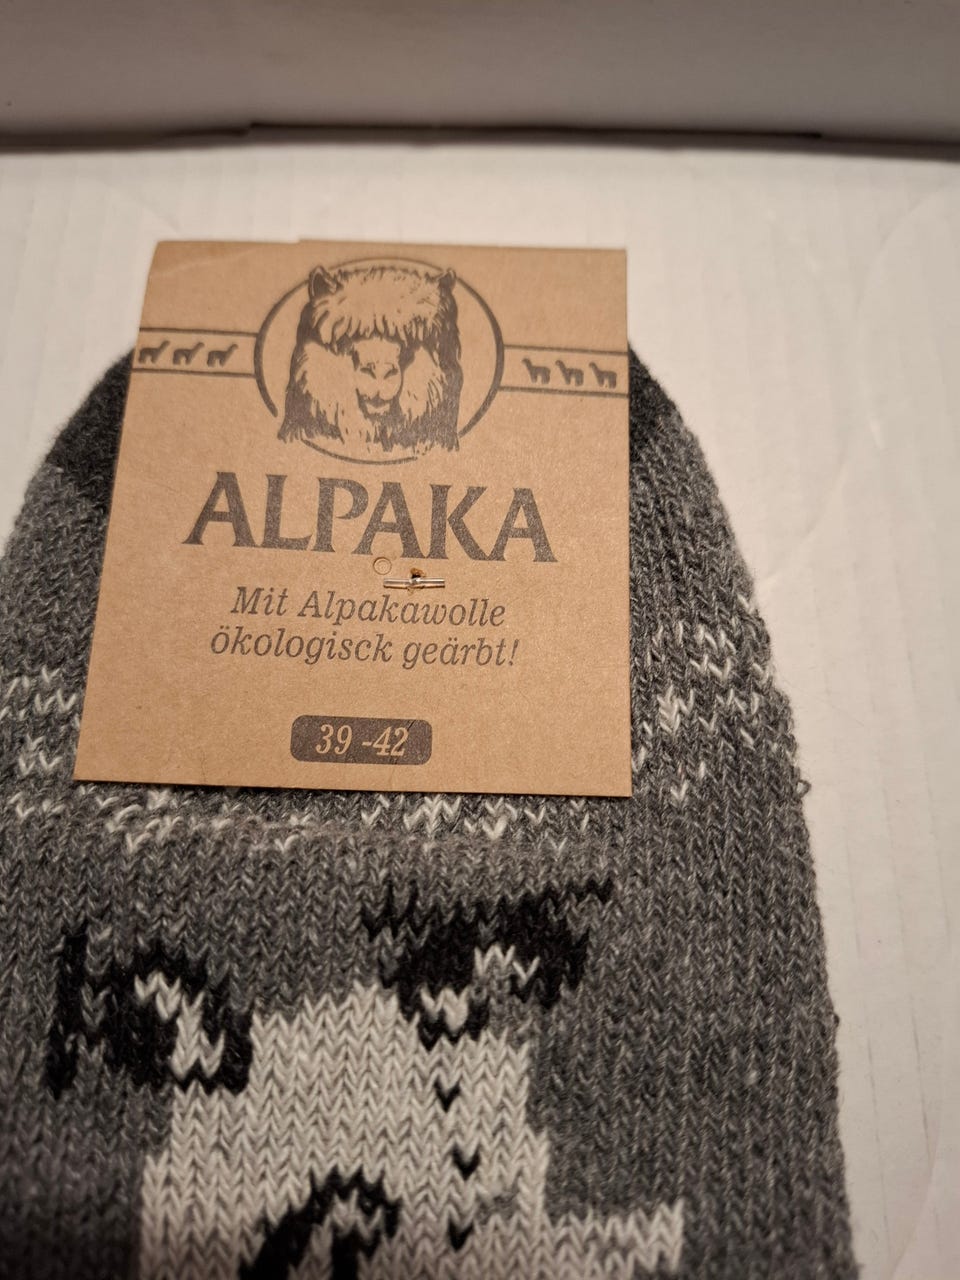 ALPAKA
Mit Alpakawolle
ökologisck geärbt!
39 -42